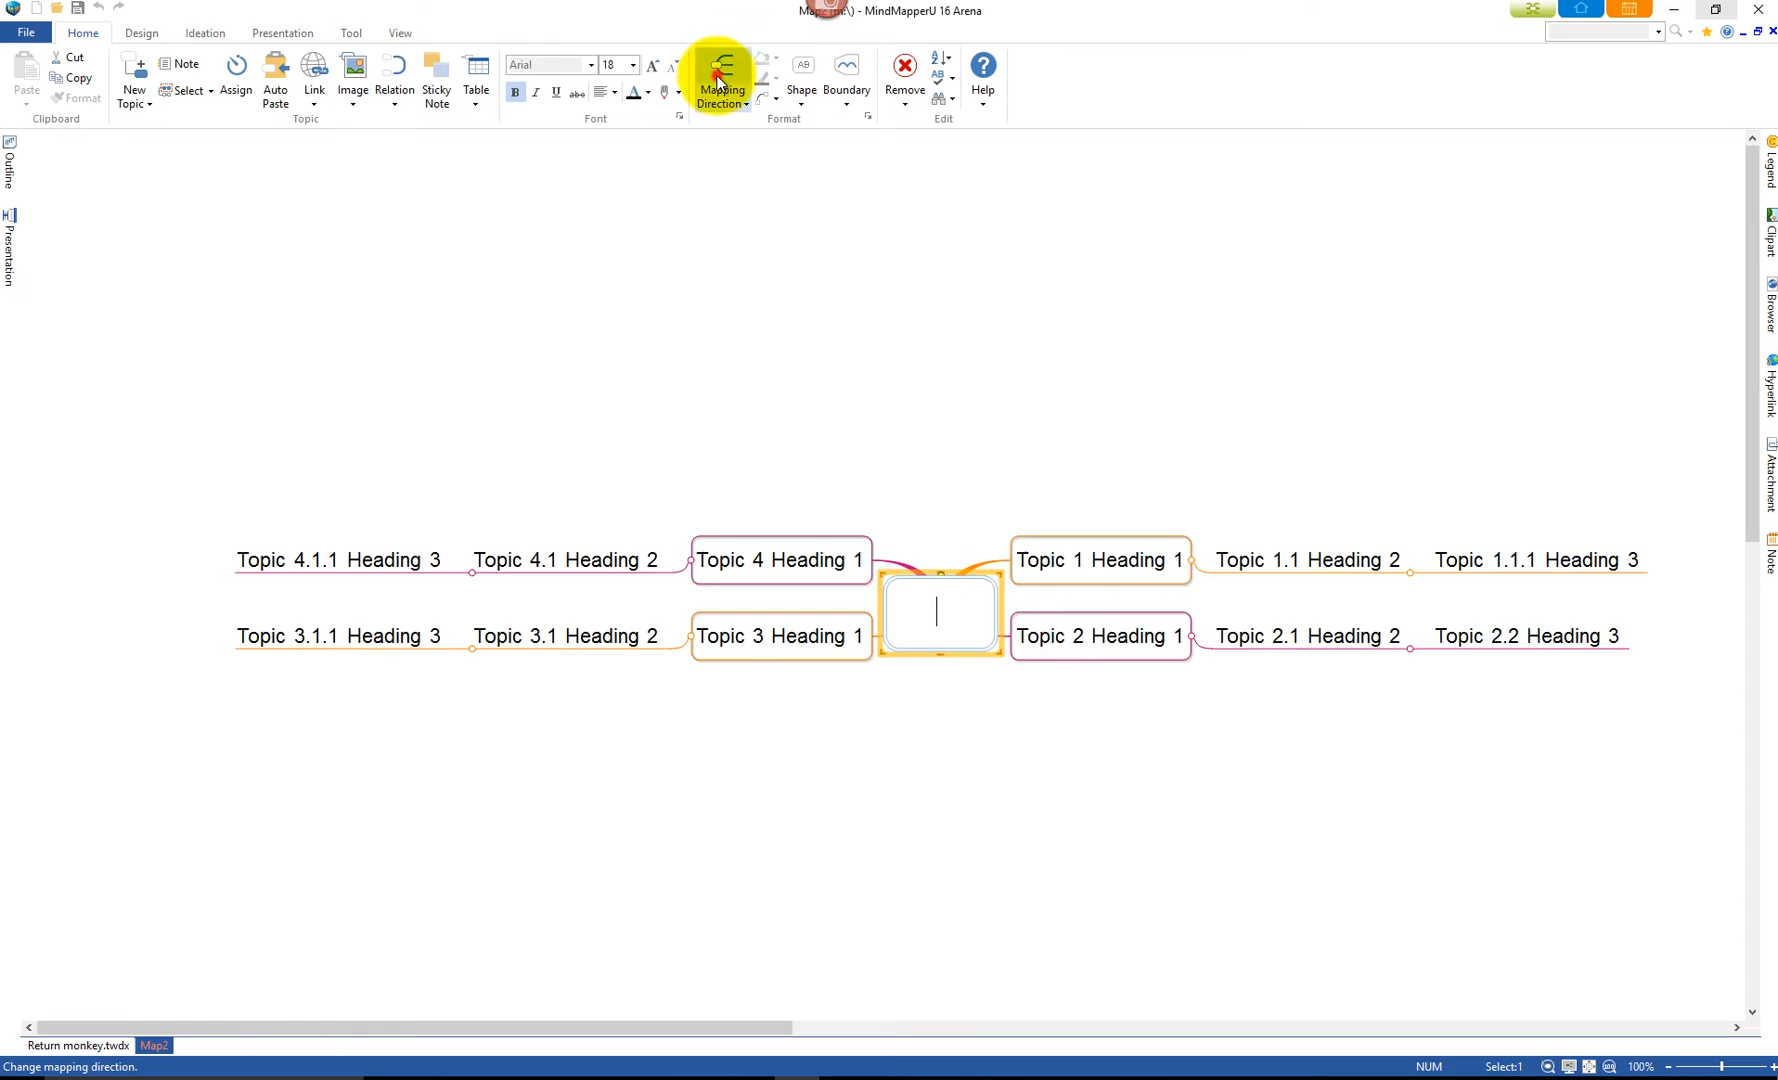 - MindMapperU 16 Arena
File Home Design Ideation Presentation Tool View
Paste Cut Copy Format
Clipboard
New Topic Note Select Assign Auto Paste Link Image Relation Sticky Note Table
Topic
Arial 18
B I U abc A
Font
Mapping Direction Shape Boundary
AB
Format
Remove
AB
Edit
Help
Outline
Presentation
Legend
Clipart
Browser
Hyperlink
Attachment
Note
Topic 4.1.1 Heading 3 Topic 4.1 Heading 2 Topic 4 Heading 1 Topic 1 Heading 1 Topic 1.1 Heading 2 Topic 1.1.1 Heading 3
Topic 3.1.1 Heading 3 Topic 3.1 Heading 2 Topic 3 Heading 1 Topic 2 Heading 1 Topic 2.1 Heading 2 Topic 2.2 Heading 3
Return monkey.twdx Map2
Change mapping direction. NUM Select:1 100%